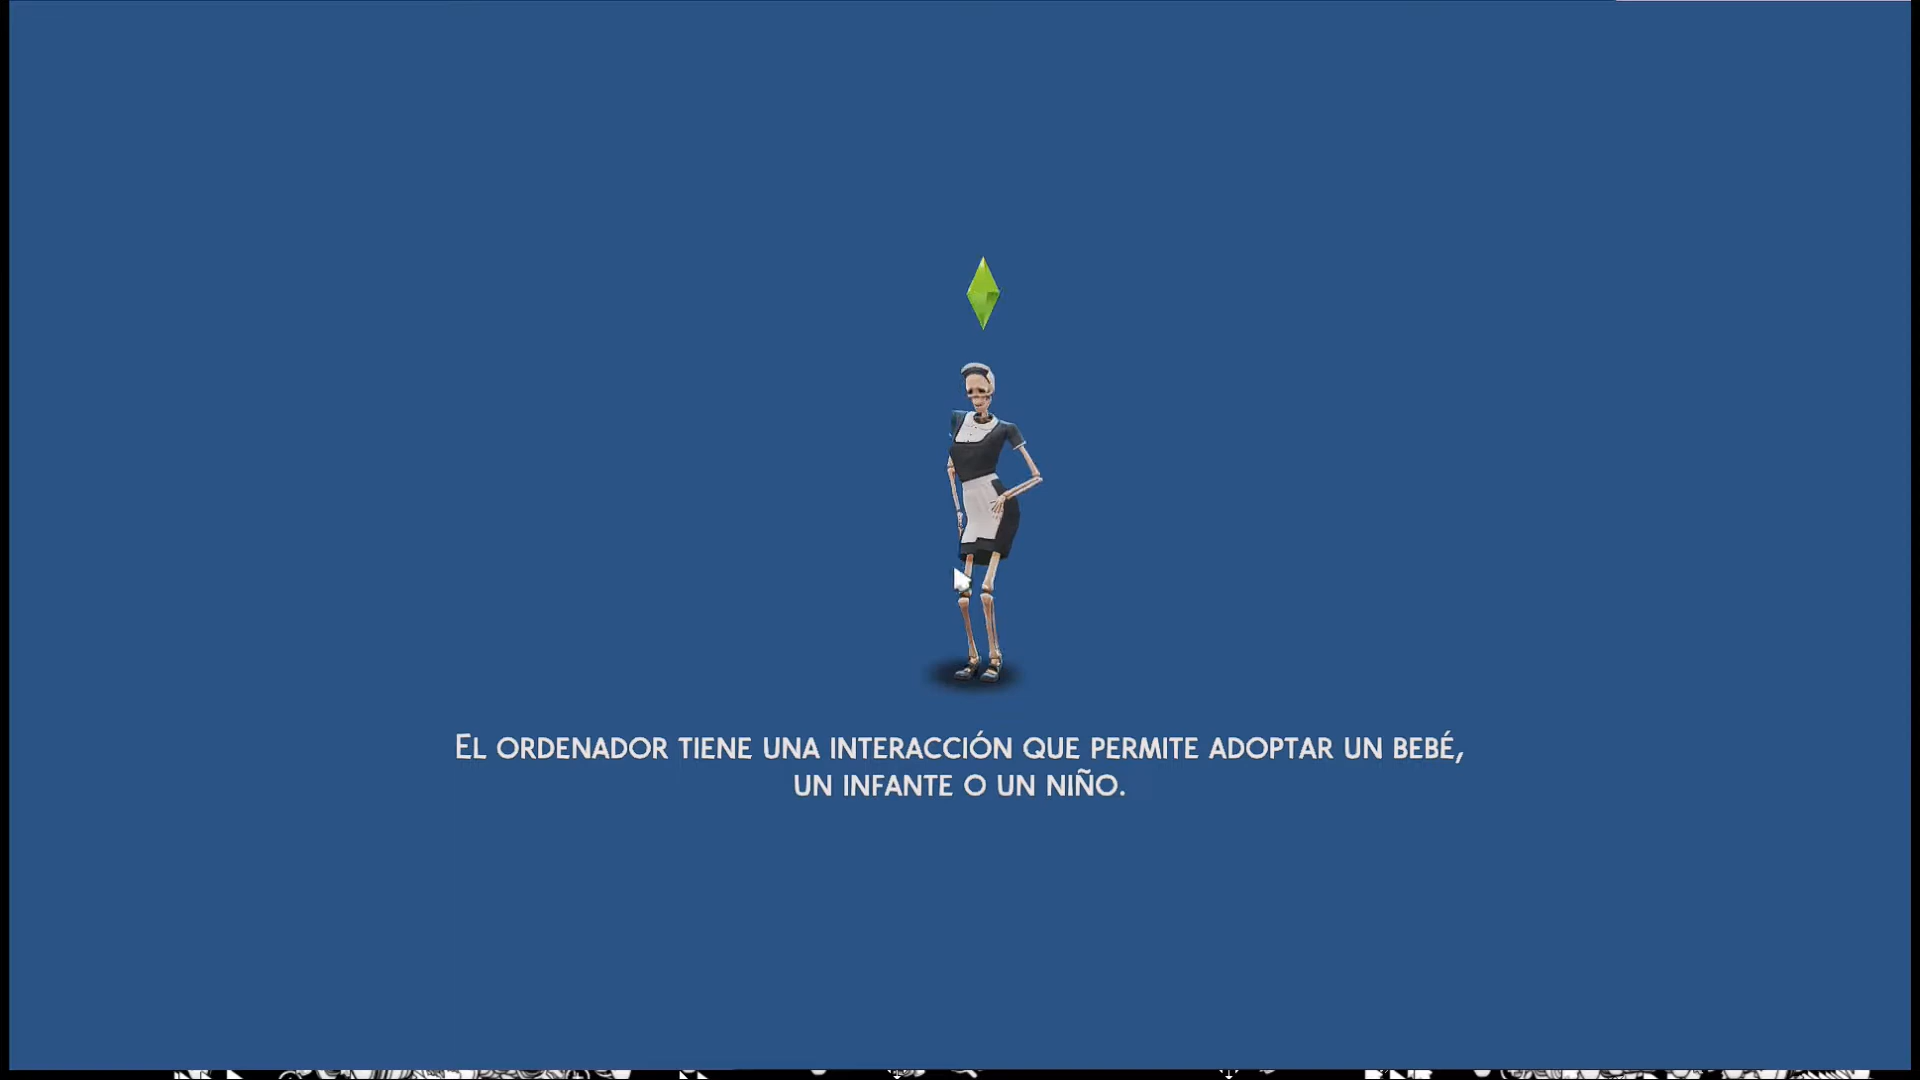 EL ORDENADOR TIENE UNA INTERACCIÓN QUE PERMITE ADOPTAR UN BEBÉ,
UN INFANTE O UN NIÑO.